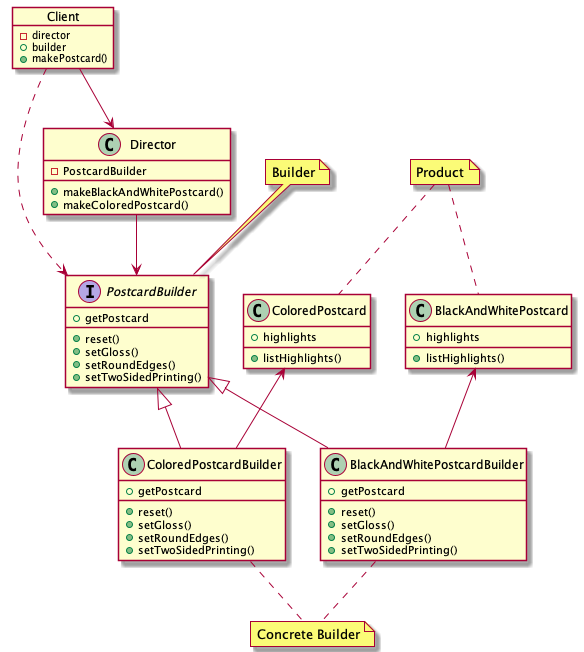 Client
director
builder
makePostcard()
C Director
PostcardBuilder
makeBlackAndWhitePostcard()
makeColoredPostcard()
Builder
Product
I PostcardBuilder
getPostcard
reset()
setGloss()
setRoundEdges()
setTwoSidedPrinting()
C ColoredPostcard
highlights
listHighlights()
C BlackAndWhitePostcard
highlights
listHighlights()
C ColoredPostcardBuilder
getPostcard
reset()
setGloss()
setRoundEdges()
setTwoSidedPrinting()
C BlackAndWhitePostcardBuilder
getPostcard
reset()
setGloss()
setRoundEdges()
setTwoSidedPrinting()
Concrete Builder